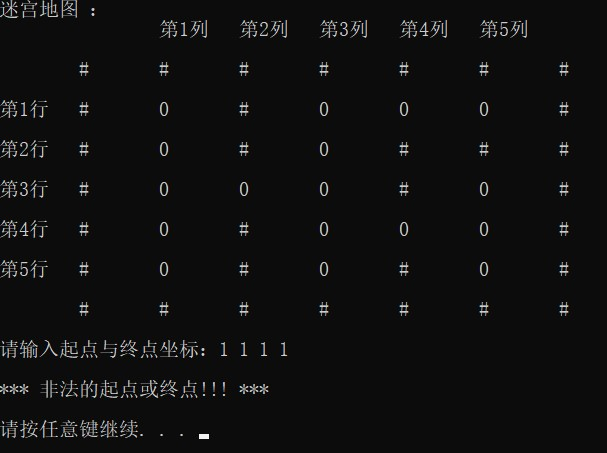 迷宫地图 ：
第1列 第2列 第3列 第4列 第5列
# # # # # # #
第1行 # 0 # 0 0 0 #
第2行 # 0 # 0 # # #
第3行 # 0 0 0 # 0 #
第4行 # 0 # 0 0 0 #
第5行 # 0 # 0 # 0 #
# # # # # # #
请输入起点与终点坐标：1 1 1 1
*** 非法的起点或终点!!! ***
请按任意键继续. . .